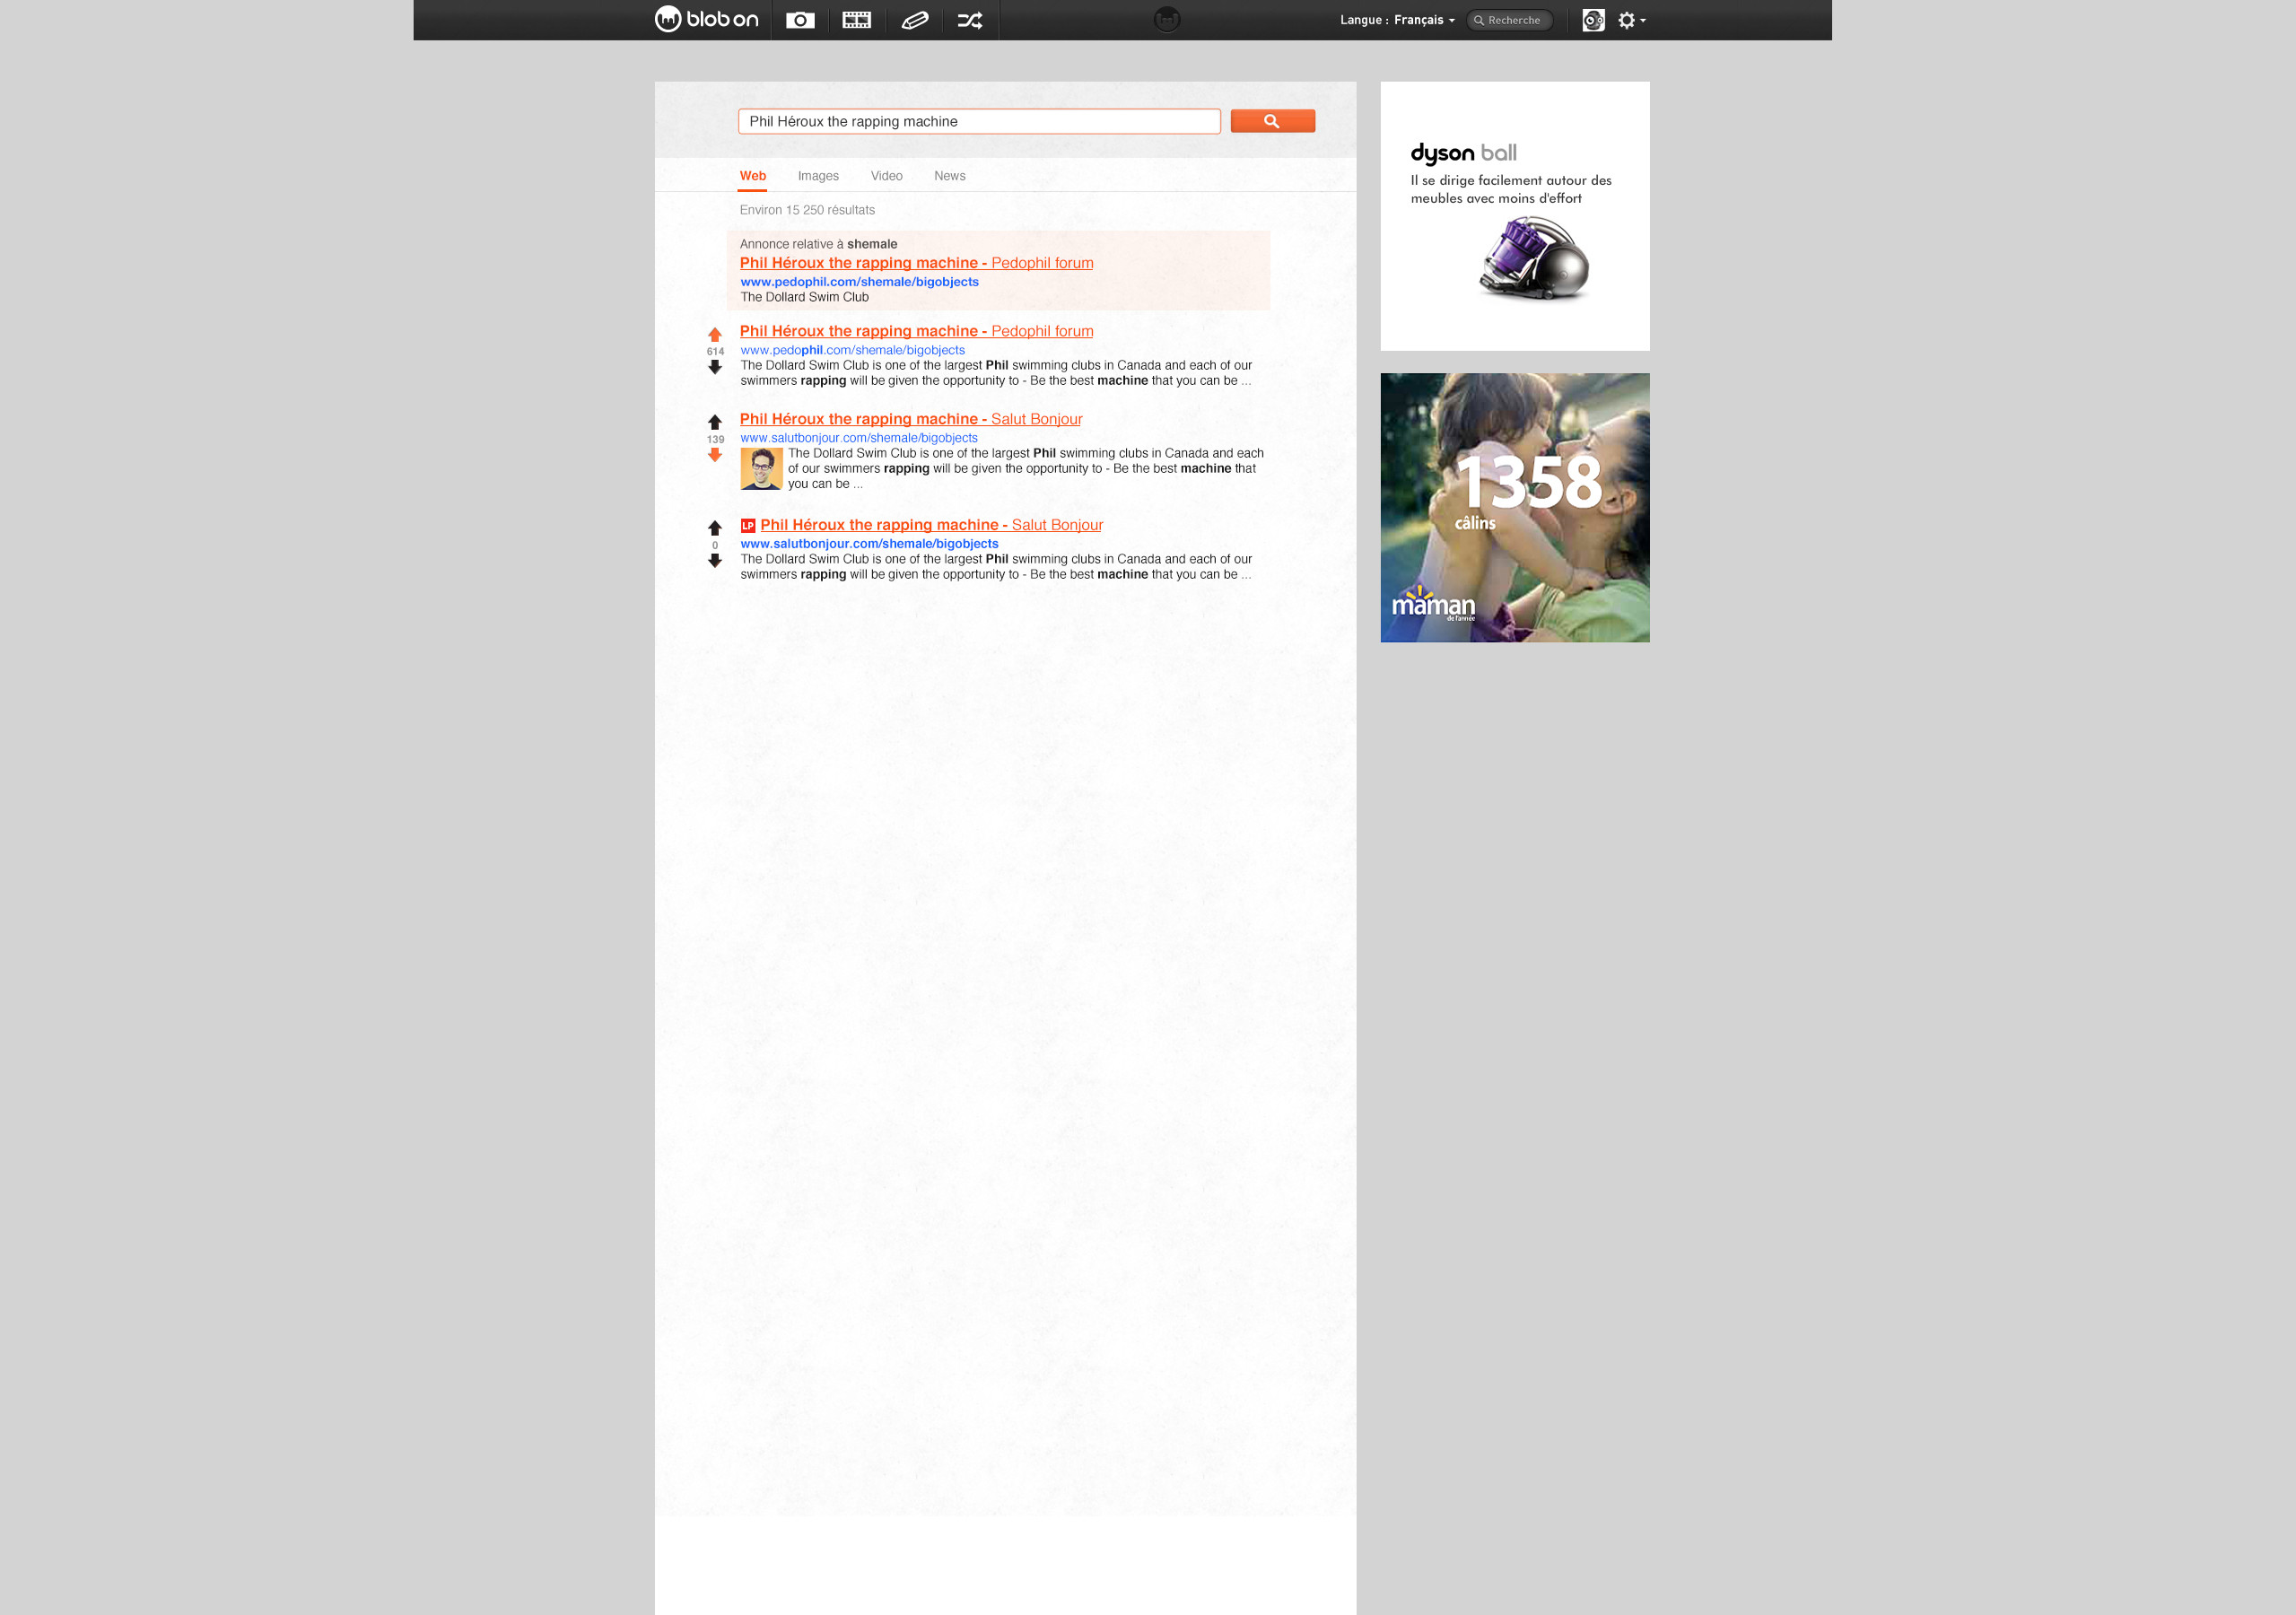 blob on
Langue : Français
Recherche
Phil Héroux the rapping machine
Web Images Video News
Environ 15 250 résultats
Annonce relative à shemale
Phil Héroux the rapping machine - Pedophil forum
www.pedophil.com/shemale/bigobjects
The Dollard Swim Club
614
Phil Héroux the rapping machine - Pedophil forum
www.pedophil.com/shemale/bigobjects
The Dollard Swim Club is one of the largest Phil swimming clubs in Canada and each of our
swimmers rapping will be given the opportunity to - Be the best machine that you can be ...
139
Phil Héroux the rapping machine - Salut Bonjour
www.salutbonjour.com/shemale/bigobjects
The Dollard Swim Club is one of the largest Phil swimming clubs in Canada and each
of our swimmers rapping will be given the opportunity to - Be the best machine that
you can be ...
0
LP Phil Héroux the rapping machine - Salut Bonjour
www.salutbonjour.com/shemale/bigobjects
The Dollard Swim Club is one of the largest Phil swimming clubs in Canada and each of our
swimmers rapping will be given the opportunity to - Be the best machine that you can be ...
dyson ball
Il se dirige facilement autour des
meubles avec moins d'effort
1358
câlins
maman
de l'année